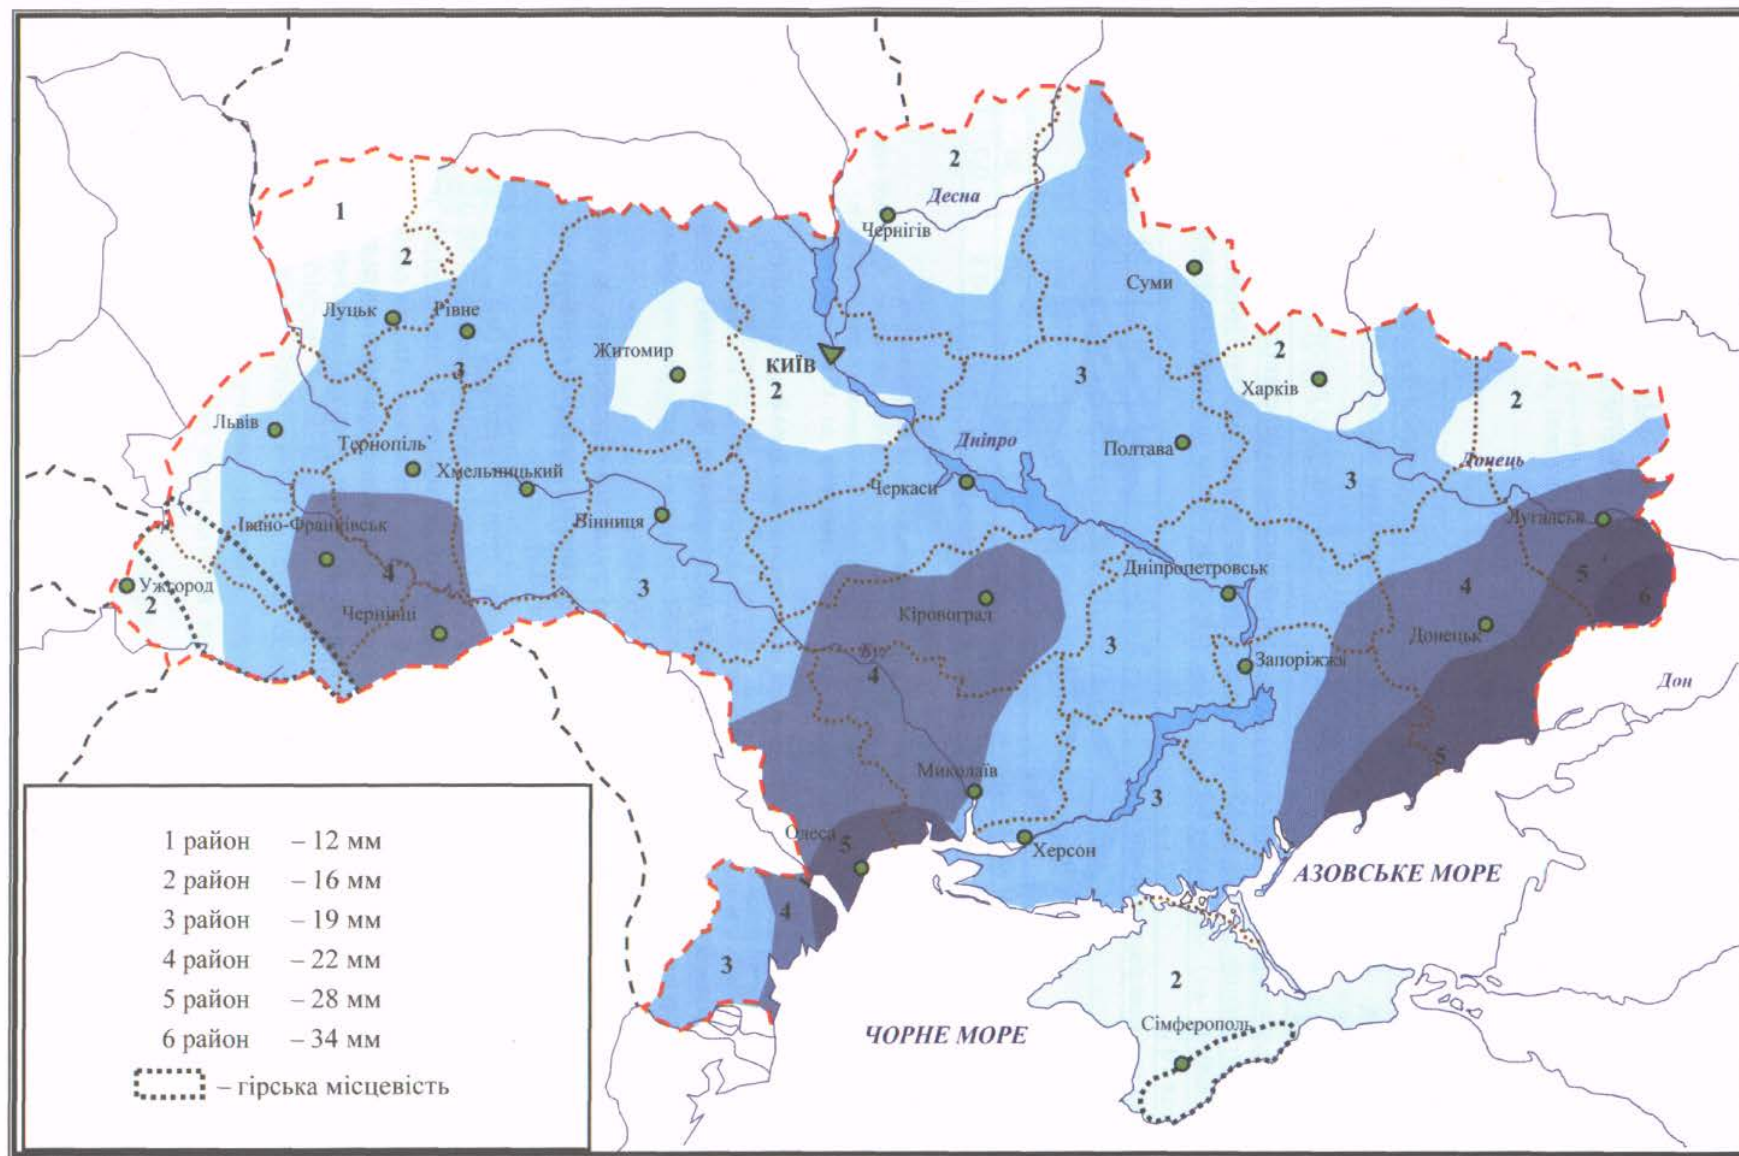 2
1
Десна
2
Чернігів
Суми
Луцьк
Рівне
3
Житомир
КИЇВ
2
3
2
Харків
2
Львів
Тернопіль
Хмельницький
Дніпро
Полтава
Донець
3
Черкаси
Івано-Франківськ
Вінниця
Луганськ
4
Ужгород
2
3
Чернівці
Кіровоград
Дніпропетровськ
4
5
6
Донецьк
3
Запоріжжя
Буг
4
Дон
5
Миколаїв
3
Одеса
5
Херсон
АЗОВСЬКЕ МОРЕ
4
3
2
Сімферополь
ЧОРНЕ МОРЕ
1 район – 12 мм
2 район – 16 мм
3 район – 19 мм
4 район – 22 мм
5 район – 28 мм
6 район – 34 мм
– гірська місцевість